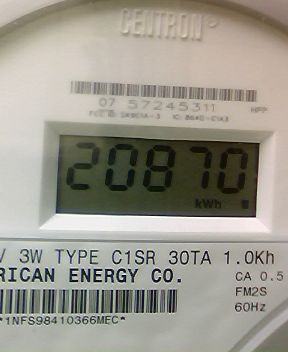 CENTRON®
07 57245311 HPP
20870
kWh
V 3W TYPE C1SR 30TA 1.0Kh
RICAN ENERGY CO. CA 0.5
FM2S
60Hz
*1NFS98410366MEC*